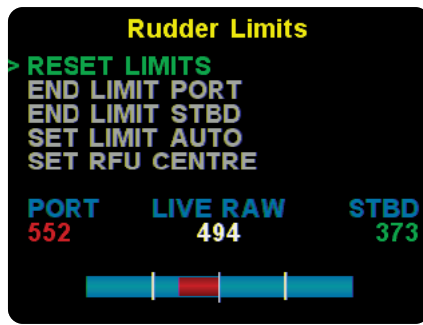 Rudder Limits
> RESET LIMITS
END LIMIT PORT
END LIMIT STBD
SET LIMIT AUTO
SET RFU CENTRE
PORT LIVE RAW STBD
552 494 373